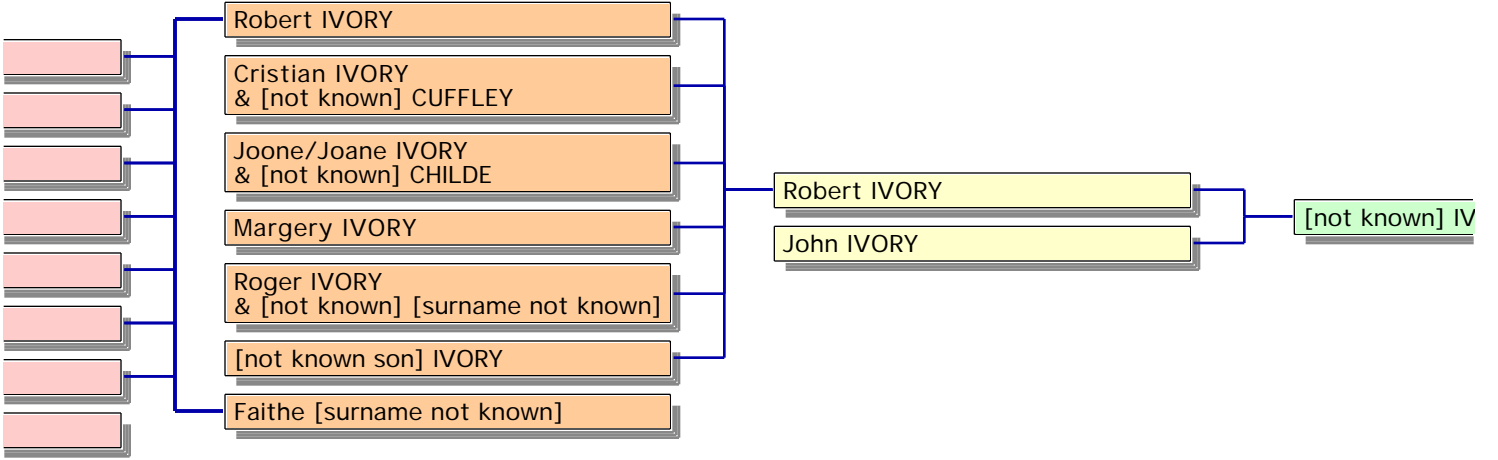 Robert IVORY
Cristian IVORY
& [not known] CUFFLEY
Joone/Joane IVORY
& [not known] CHILDE
Margery IVORY
Roger IVORY
& [not known] [surname not known]
[not known son] IVORY
Faithe [surname not known]
Robert IVORY
John IVORY
[not known] IV